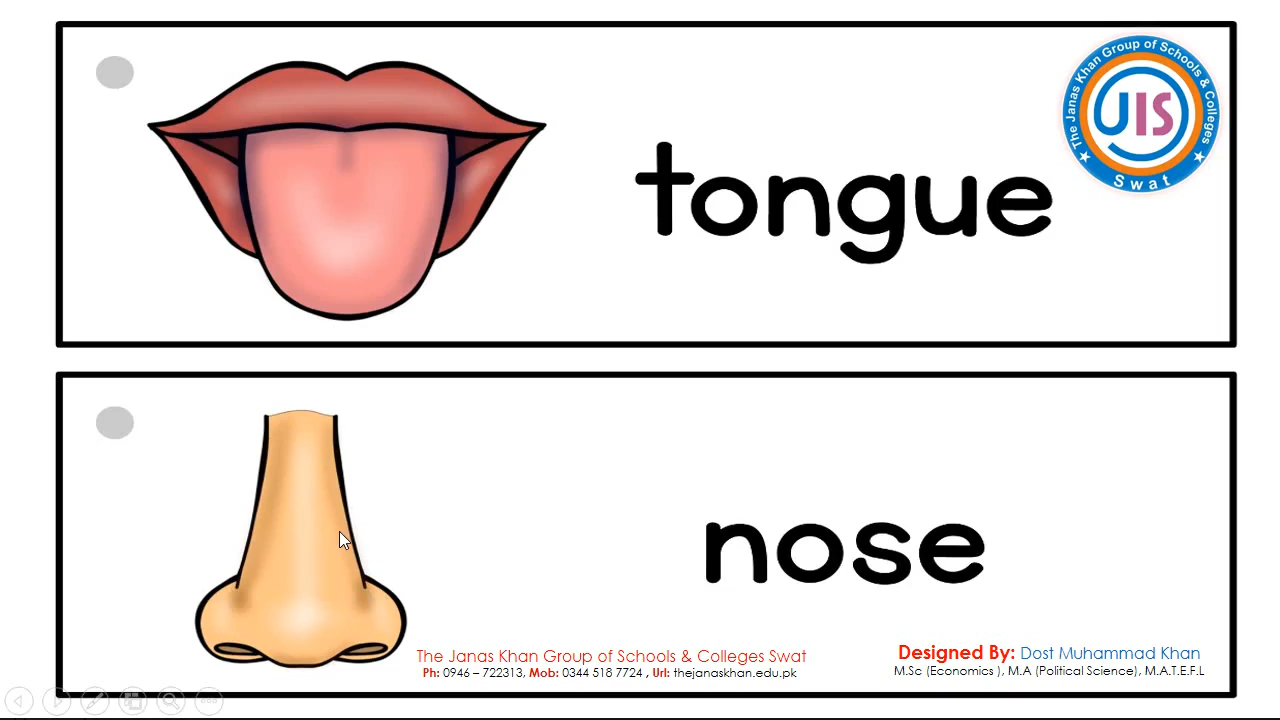 The Janas Khan Group of Schools & Colleges
JIS
Swat
tongue
nose
The Janas Khan Group of Schools & Colleges Swat
Ph: 0946 – 722313, Mob: 0344 518 7724 , Url: thejanaskhan.edu.pk
Designed By: Dost Muhammad Khan
M.Sc (Economics ), M.A (Political Science), M.A.T.E.F.L